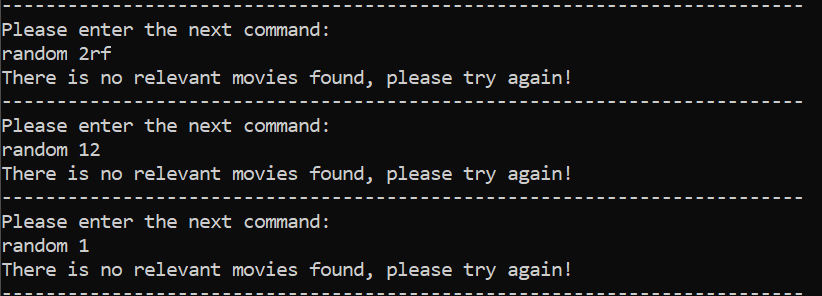 -------------------------------------------------------------------------
Please enter the next command:
random 2rf
There is no relevant movies found, please try again!
-------------------------------------------------------------------------
Please enter the next command:
random 12
There is no relevant movies found, please try again!
-------------------------------------------------------------------------
Please enter the next command:
random 1
There is no relevant movies found, please try again!
-------------------------------------------------------------------------